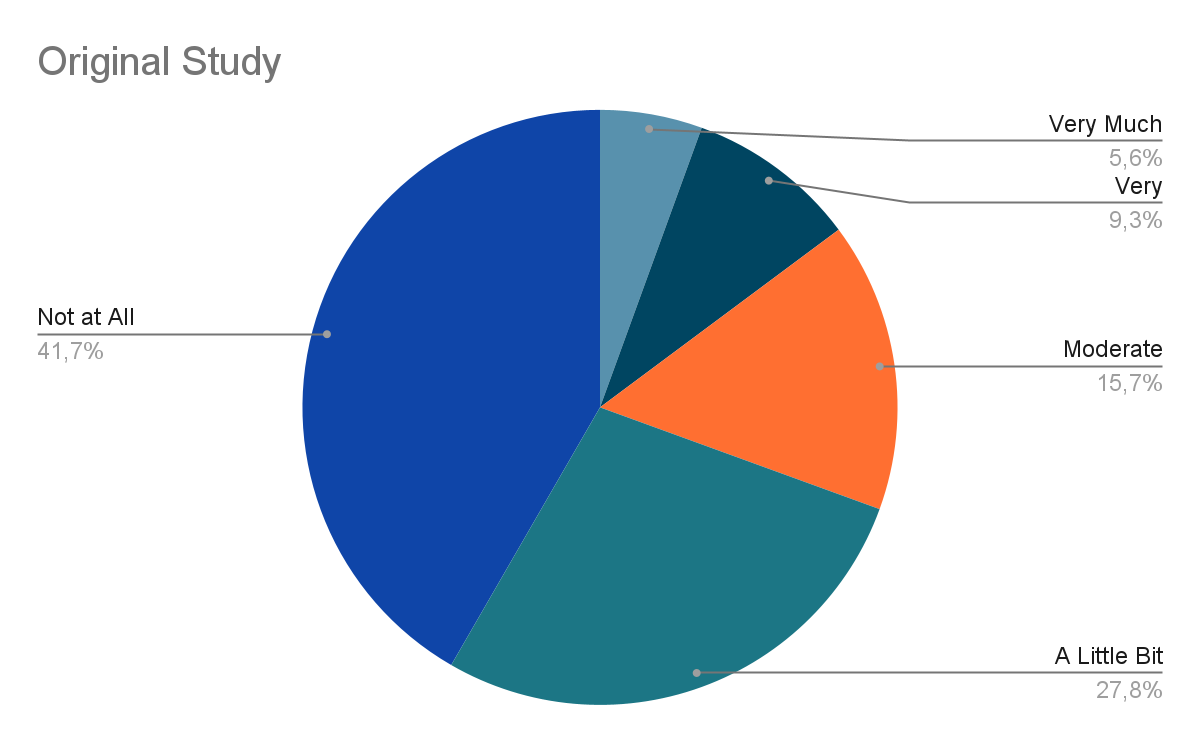 Original Study
Very Much
5,6%
Very
9,3%
Not at All
41,7%
Moderate
15,7%
A Little Bit
27,8%